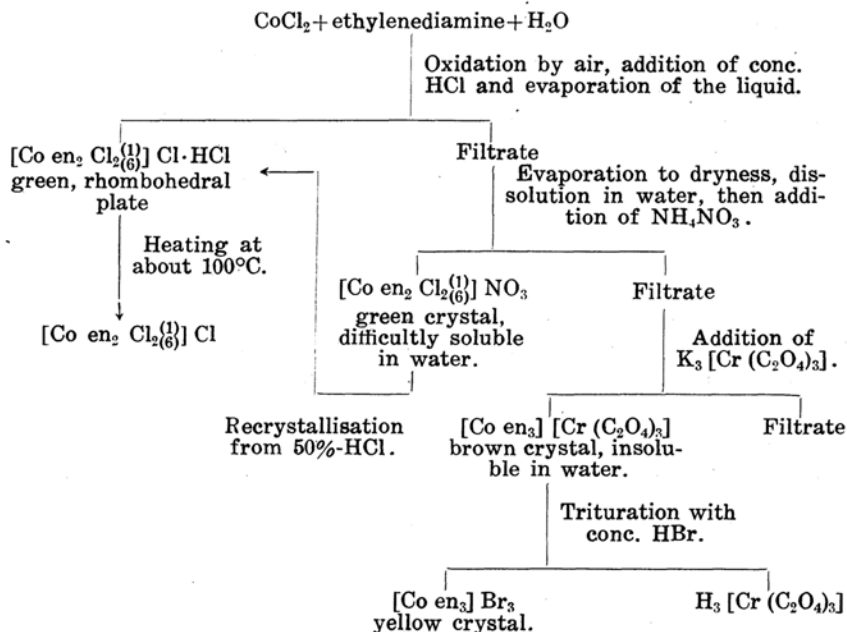 CoCl₂+ethylenediamine+H₂O
Oxidation by air, addition of conc.
HCl and evaporation of the liquid.
[Co en₂ Cl₂(1)(6)] Cl·HCl
green, rhombohedral
plate
Filtrate
Evaporation to dryness, dis-
solution in water, then addi-
tion of NH₄NO₃.
Heating at
about 100°C.
[Co en₂ Cl₂(1)(6)] Cl
[Co en₂ Cl₂(1)(6)] NO₃
green crystal,
difficultly soluble
in water.
Filtrate
Addition of
K₃ [Cr (C₂O₄)₃].
Recrystallisation
from 50%-HCl.
[Co en₃] [Cr (C₂O₄)₃]
brown crystal, insolu-
ble in water.
Filtrate
Trituration with
conc. HBr.
[Co en₃] Br₃
yellow crystal.
H₃ [Cr (C₂O₄)₃]